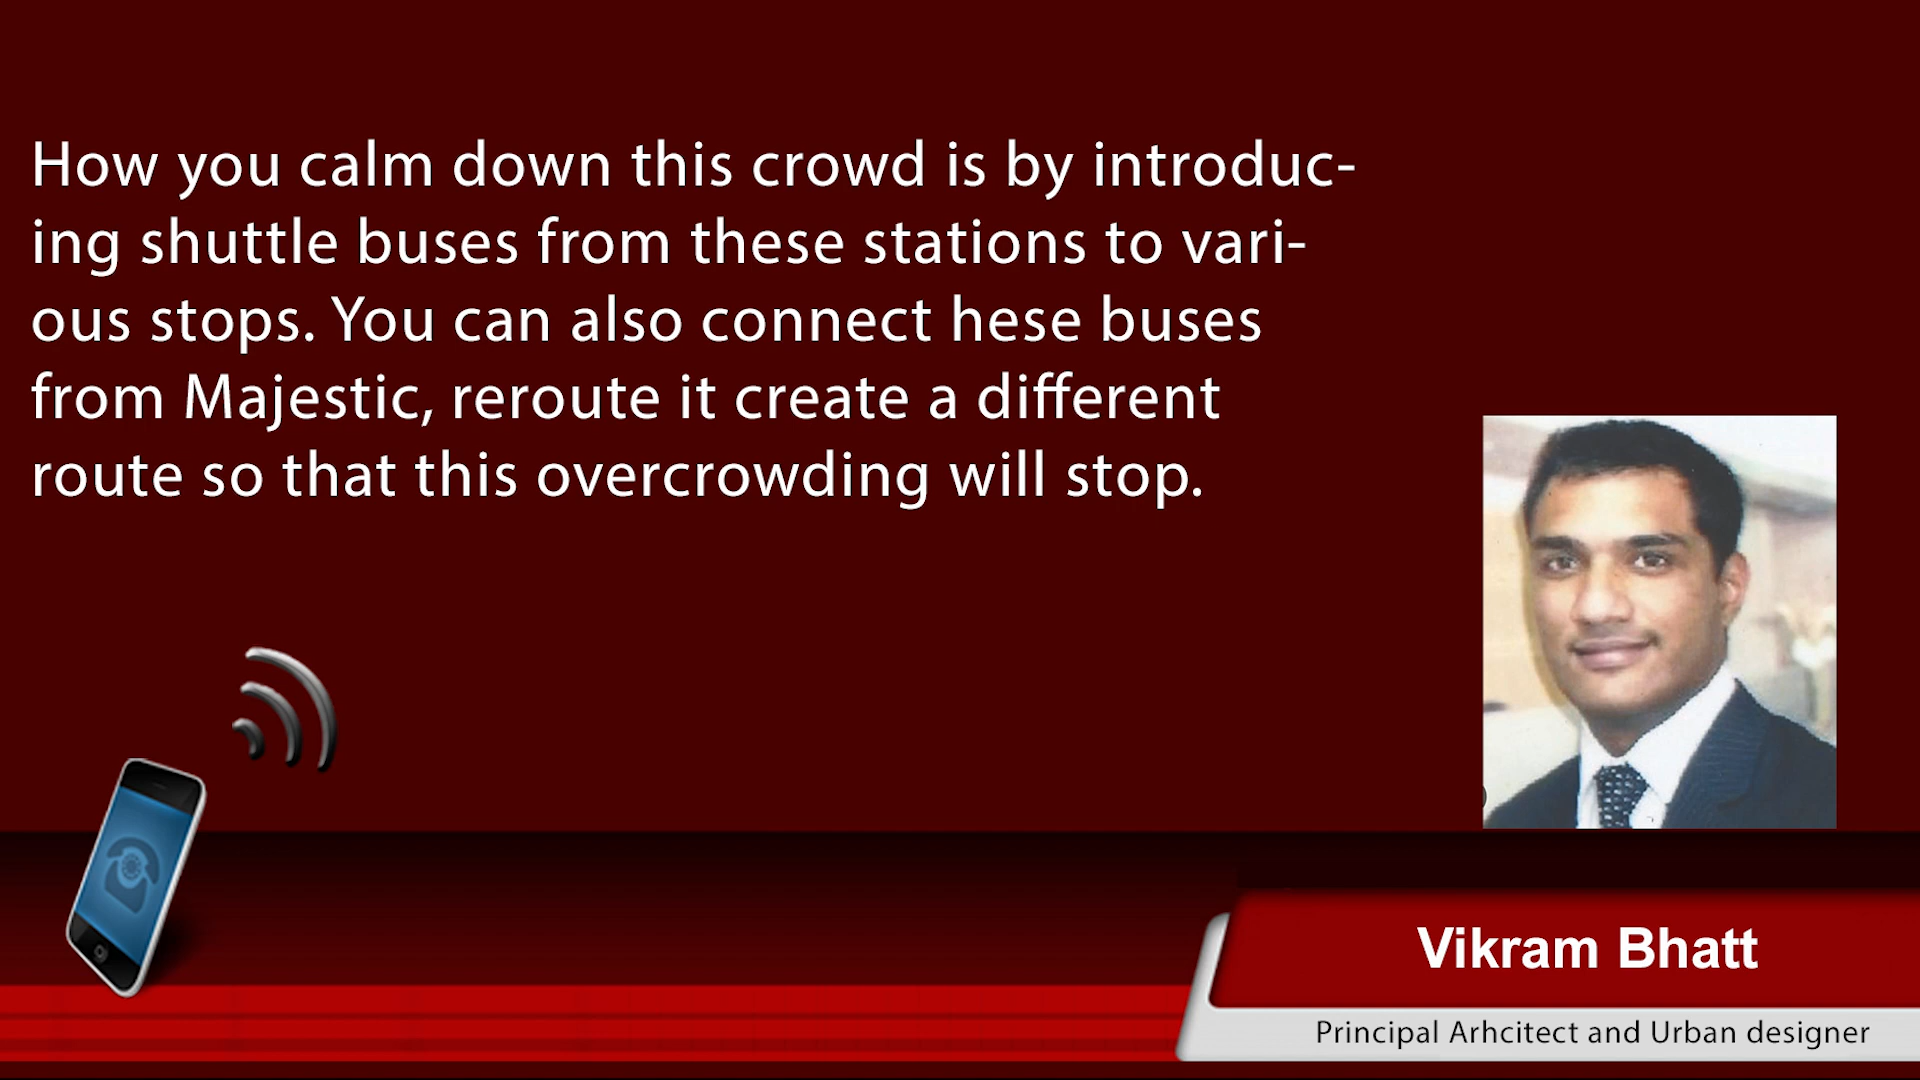 How you calm down this crowd is by introduc-
ing shuttle buses from these stations to vari-
ous stops. You can also connect hese buses
from Majestic, reroute it create a different
route so that this overcrowding will stop.
Vikram Bhatt
Principal Arhcitect and Urban designer